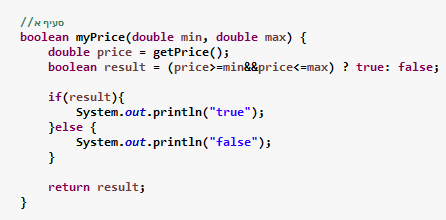 //סעיף א
boolean myPrice(double min, double max) {
    double price = getPrice();
    boolean result = (price>=min&&price<=max) ? true: false;

    if(result){
        System.out.println("true");
    }else {
        System.out.println("false");
    }

    return result;
}